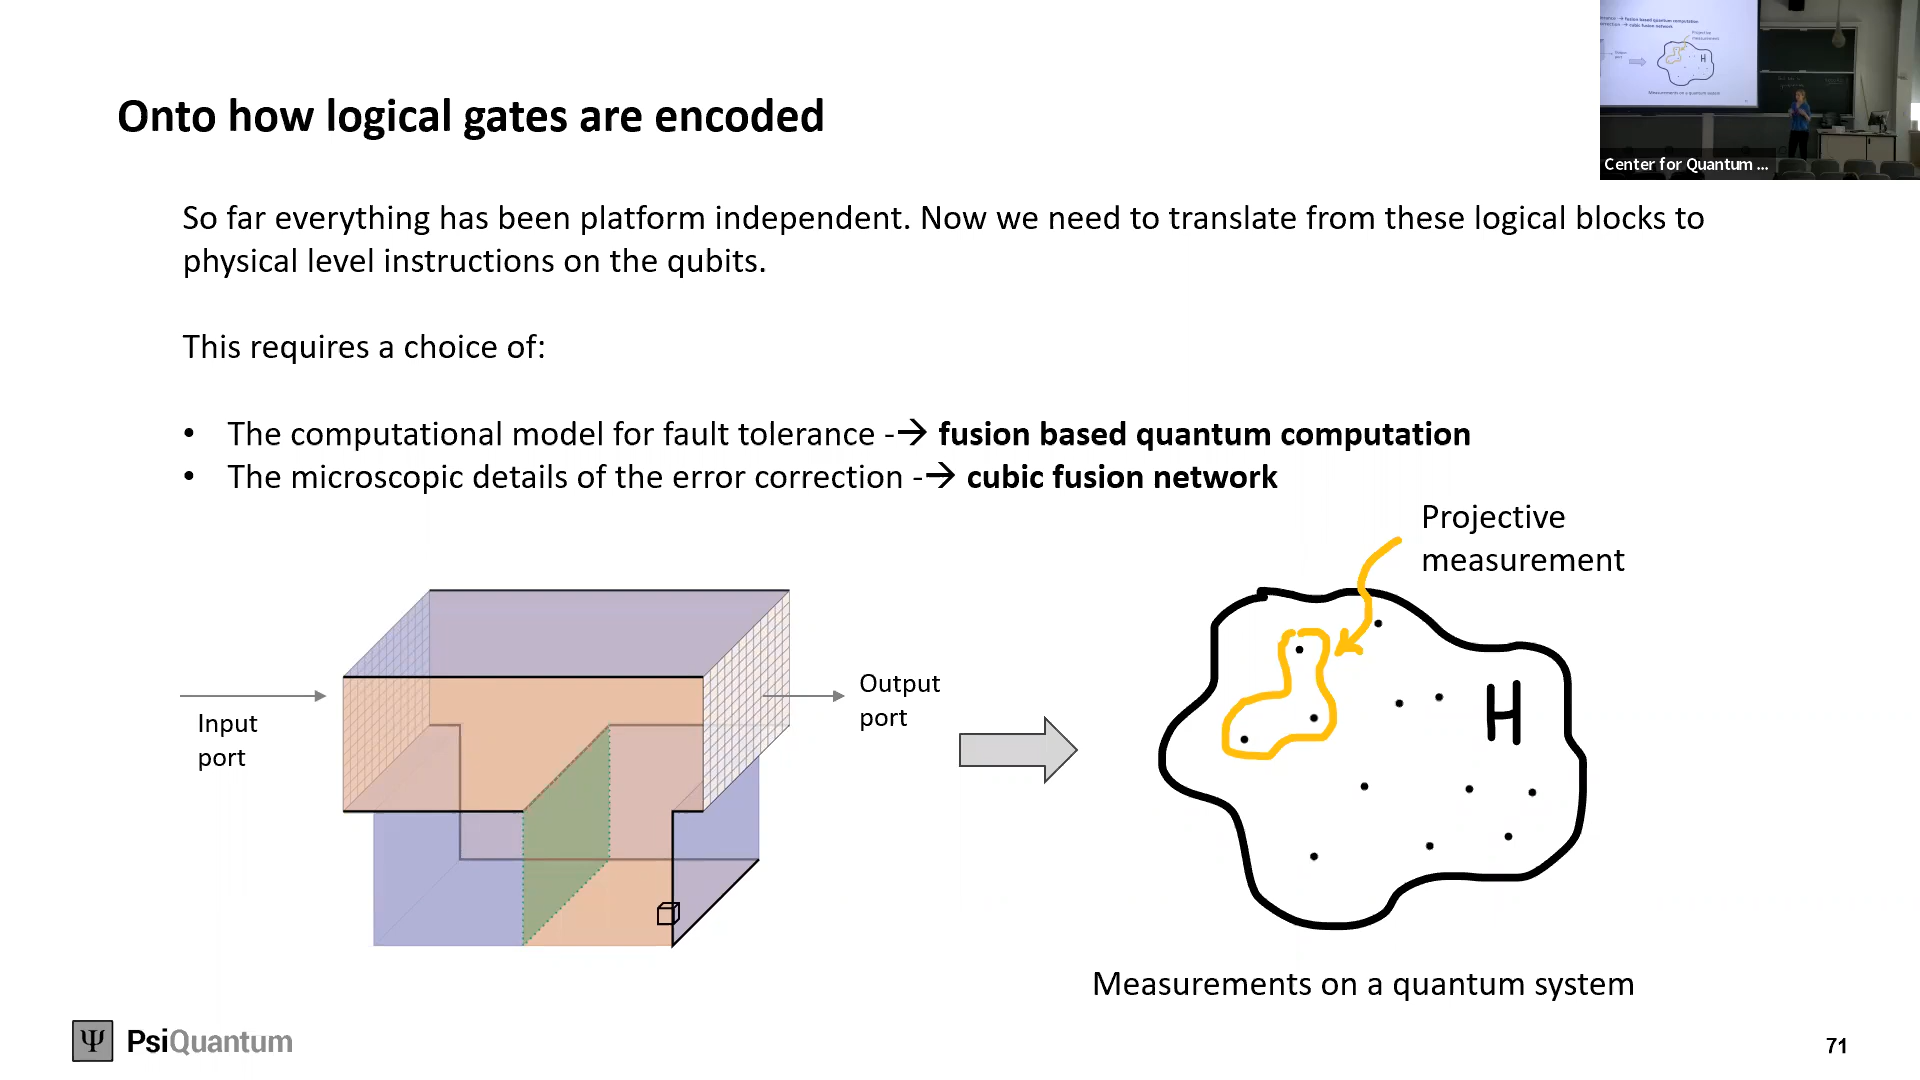 Onto how logical gates are encoded
Center for Quantum ...
So far everything has been platform independent. Now we need to translate from these logical blocks to
physical level instructions on the qubits.
This requires a choice of:
• The computational model for fault tolerance -→ fusion based quantum computation
• The microscopic details of the error correction -→ cubic fusion network
Projective
measurement
Input
port
Output
port
H
Measurements on a quantum system
Ψ PsiQuantum
71